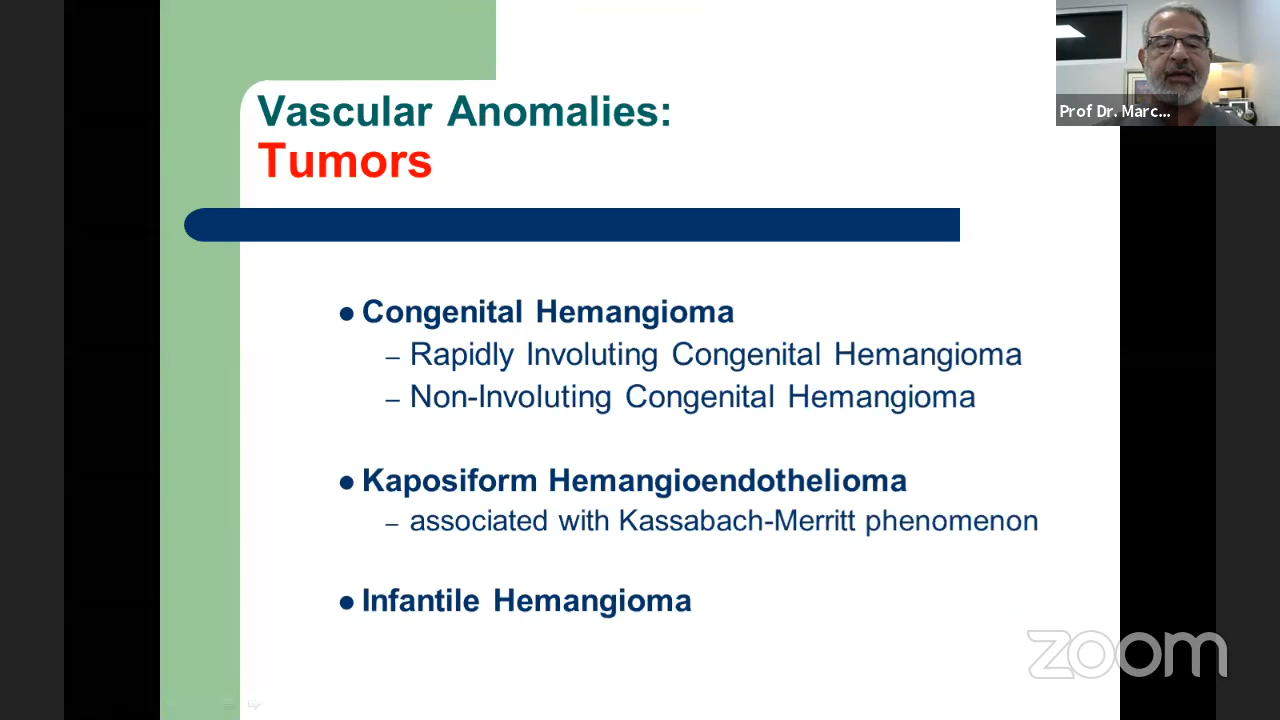 Vascular Anomalies:
Tumors
● Congenital Hemangioma
– Rapidly Involuting Congenital Hemangioma
– Non-Involuting Congenital Hemangioma
● Kaposiform Hemangioendothelioma
– associated with Kassabach-Merritt phenomenon
● Infantile Hemangioma
Prof Dr. Marc...
zoom